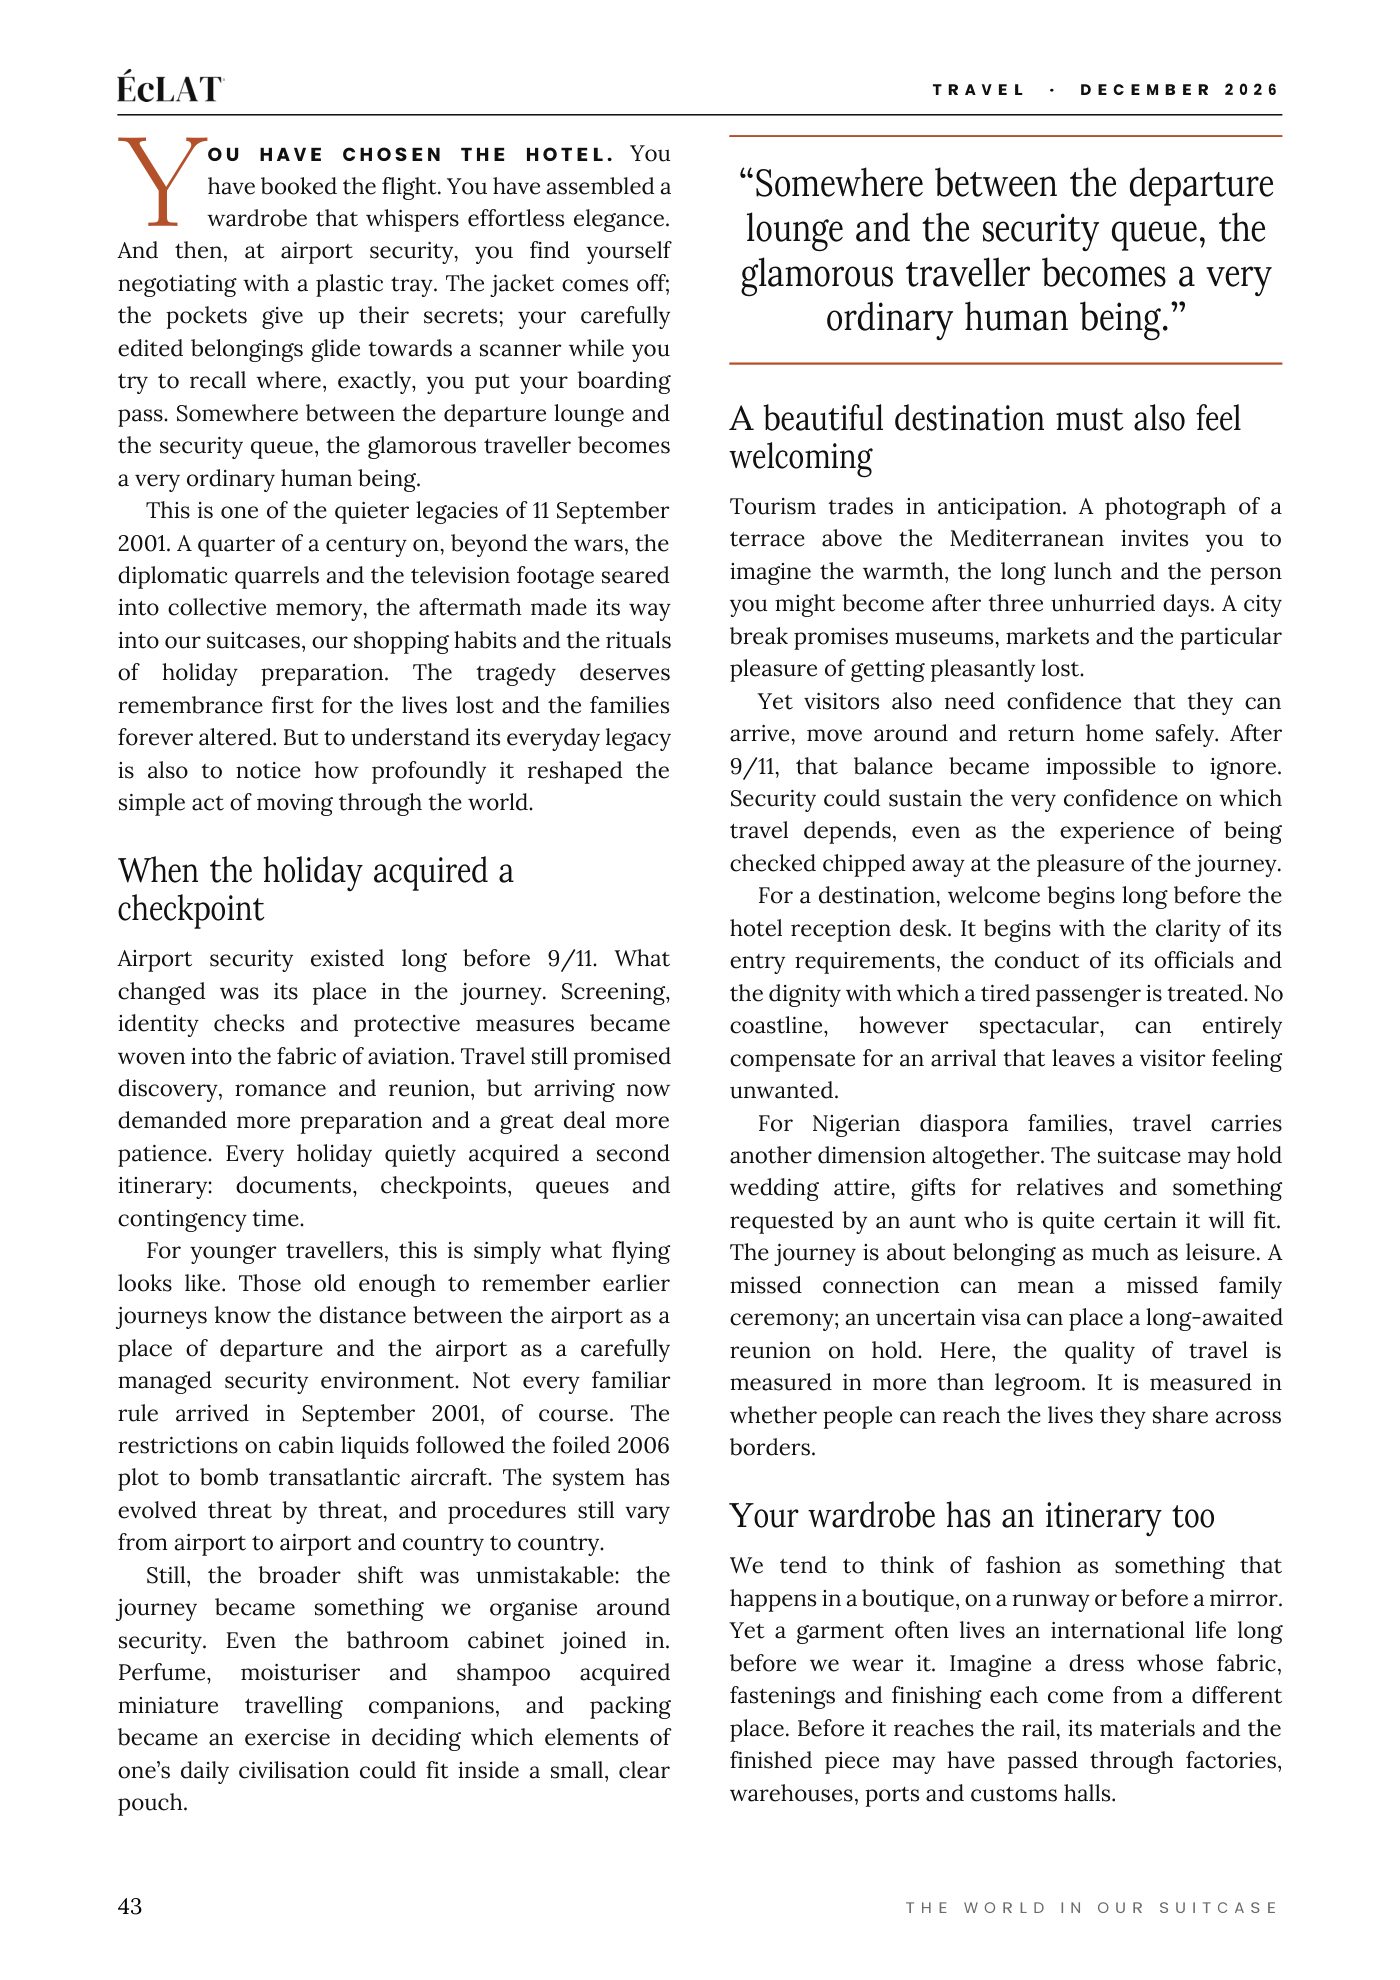 ÉcLAT
TRAVEL · DECEMBER 2026
YOU HAVE CHOSEN THE HOTEL. You
have booked the flight. You have assembled a
wardrobe that whispers effortless elegance.
And then, at airport security, you find yourself
negotiating with a plastic tray. The jacket comes off;
the pockets give up their secrets; your carefully
edited belongings glide towards a scanner while you
try to recall where, exactly, you put your boarding
pass. Somewhere between the departure lounge and
the security queue, the glamorous traveller becomes
a very ordinary human being.
This is one of the quieter legacies of 11 September
2001. A quarter of a century on, beyond the wars, the
diplomatic quarrels and the television footage seared
into collective memory, the aftermath made its way
into our suitcases, our shopping habits and the rituals
of holiday preparation. The tragedy deserves
remembrance first for the lives lost and the families
forever altered. But to understand its everyday legacy
is also to notice how profoundly it reshaped the
simple act of moving through the world.
When the holiday acquired a
checkpoint
Airport security existed long before 9/11. What
changed was its place in the journey. Screening,
identity checks and protective measures became
woven into the fabric of aviation. Travel still promised
discovery, romance and reunion, but arriving now
demanded more preparation and a great deal more
patience. Every holiday quietly acquired a second
itinerary: documents, checkpoints, queues and
contingency time.
For younger travellers, this is simply what flying
looks like. Those old enough to remember earlier
journeys know the distance between the airport as a
place of departure and the airport as a carefully
managed security environment. Not every familiar
rule arrived in September 2001, of course. The
restrictions on cabin liquids followed the foiled 2006
plot to bomb transatlantic aircraft. The system has
evolved threat by threat, and procedures still vary
from airport to airport and country to country.
Still, the broader shift was unmistakable: the
journey became something we organise around
security. Even the bathroom cabinet joined in.
Perfume, moisturiser and shampoo acquired
miniature travelling companions, and packing
became an exercise in deciding which elements of
one’s daily civilisation could fit inside a small, clear
pouch.
“Somewhere between the departure
lounge and the security queue, the
glamorous traveller becomes a very
ordinary human being.”
A beautiful destination must also feel
welcoming
Tourism trades in anticipation. A photograph of a
terrace above the Mediterranean invites you to
imagine the warmth, the long lunch and the person
you might become after three unhurried days. A city
break promises museums, markets and the particular
pleasure of getting pleasantly lost.
Yet visitors also need confidence that they can
arrive, move around and return home safely. After
9/11, that balance became impossible to ignore.
Security could sustain the very confidence on which
travel depends, even as the experience of being
checked chipped away at the pleasure of the journey.
For a destination, welcome begins long before the
hotel reception desk. It begins with the clarity of its
entry requirements, the conduct of its officials and
the dignity with which a tired passenger is treated. No
coastline, however spectacular, can entirely
compensate for an arrival that leaves a visitor feeling
unwanted.
For Nigerian diaspora families, travel carries
another dimension altogether. The suitcase may hold
wedding attire, gifts for relatives and something
requested by an aunt who is quite certain it will fit.
The journey is about belonging as much as leisure. A
missed connection can mean a missed family
ceremony; an uncertain visa can place a long-awaited
reunion on hold. Here, the quality of travel is
measured in more than legroom. It is measured in
whether people can reach the lives they share across
borders.
Your wardrobe has an itinerary too
We tend to think of fashion as something that
happens in a boutique, on a runway or before a mirror.
Yet a garment often lives an international life long
before we wear it. Imagine a dress whose fabric,
fastenings and finishing each come from a different
place. Before it reaches the rail, its materials and the
finished piece may have passed through factories,
warehouses, ports and customs halls.
43
THE WORLD IN OUR SUITCASE